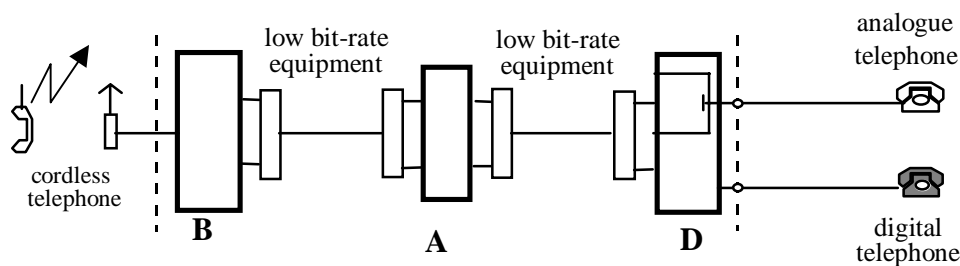 low bit-rate
equipment
low bit-rate
equipment
analogue
telephone
cordless
telephone
B
A
D
digital
telephone